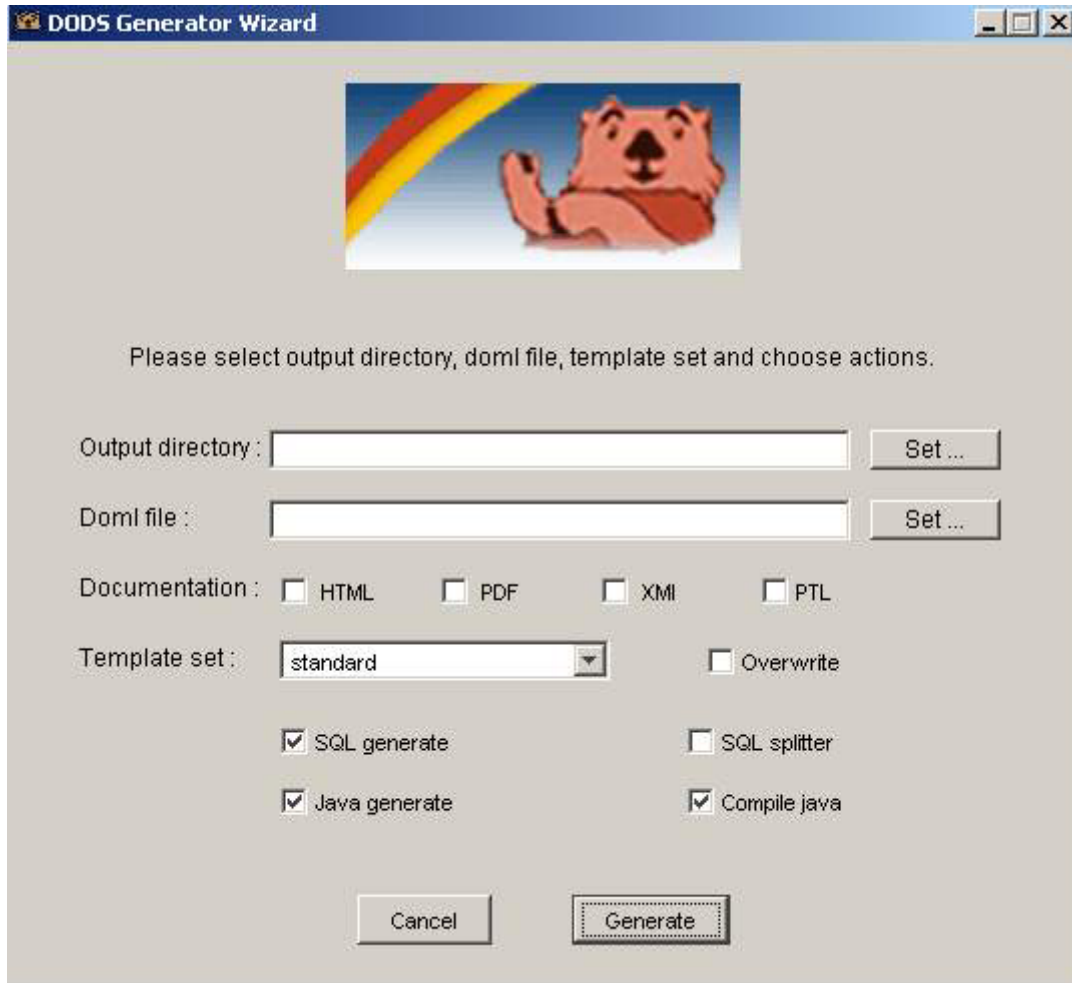 DODS Generator Wizard
Please select output directory, doml file, template set and choose actions.
Output directory : Set ...
Doml file : Set ...
Documentation : HTML PDF XMI PTL
Template set : standard Overwrite
SQL generate SQL splitter
Java generate Compile java
Cancel Generate